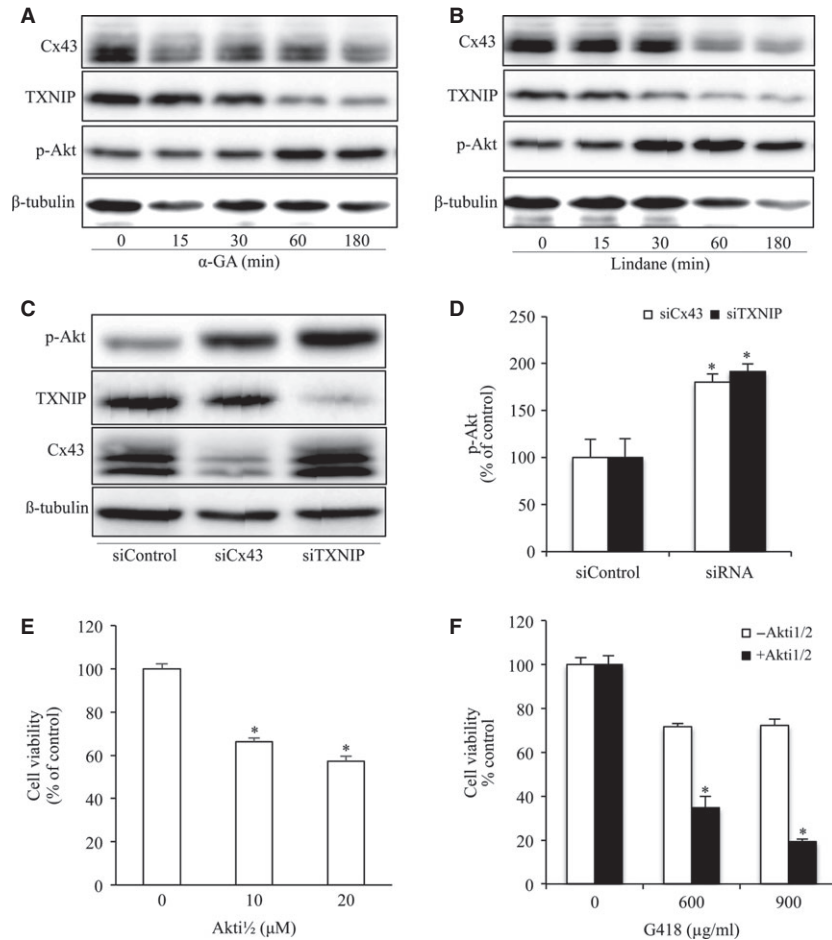 A
Cx43
TXNIP
p-Akt
β-tubulin
0 15 30 60 180
α-GA (min)
B
Cx43
TXNIP
p-Akt
β-tubulin
0 15 30 60 180
Lindane (min)
C
p-Akt
TXNIP
Cx43
ß-tubulin
siControl siCx43 siTXNIP
D
siCx43 siTXNIP
p-Akt
(% of control)
250
200
150
100
50
0
* *
siControl siRNA
E
Cell viability
(% of control)
120
100
80
60
40
20
0
* *
0 10 20
Akti½ (µM)
F
−Akti1/2
+Akti1/2
Cell viability
% control
120
100
80
60
40
20
0
* *
0 600 900
G418 (µg/ml)